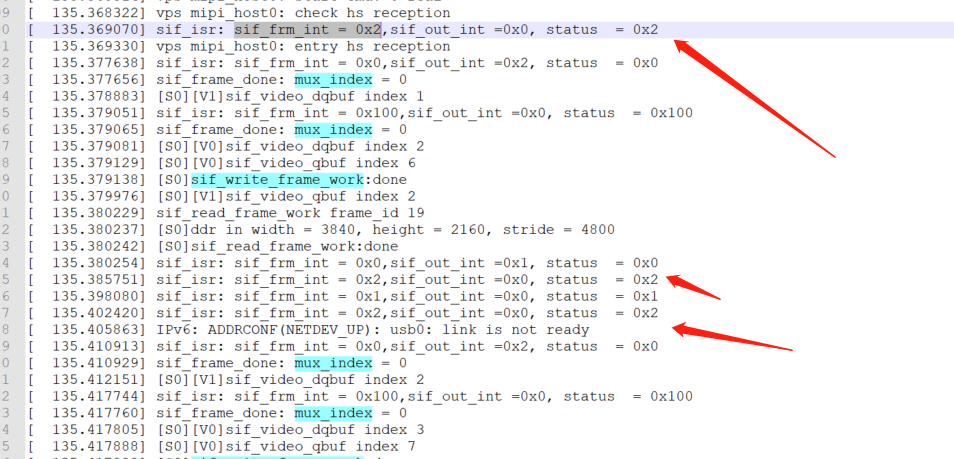 9 [ 135.368322] vps mipi_host0: check hs reception
0 [ 135.369070] sif_isr: sif_frm_int = 0x2,sif_out_int =0x0, status = 0x2
1 [ 135.369330] vps mipi_host0: entry hs reception
2 [ 135.377638] sif_isr: sif_frm_int = 0x0,sif_out_int =0x2, status = 0x0
3 [ 135.377656] sif_frame_done: mux_index = 0
4 [ 135.378883] [S0][V1]sif_video_dqbuf index 1
5 [ 135.379051] sif_isr: sif_frm_int = 0x100,sif_out_int =0x0, status = 0x100
6 [ 135.379065] sif_frame_done: mux_index = 0
7 [ 135.379081] [S0][V0]sif_video_dqbuf index 2
8 [ 135.379129] [S0][V0]sif_video_qbuf index 6
9 [ 135.379138] [S0]sif_write_frame_work:done
0 [ 135.379976] [S0][V1]sif_video_qbuf index 2
1 [ 135.380229] sif_read_frame_work frame_id 19
2 [ 135.380237] [S0]ddr in width = 3840, height = 2160, stride = 4800
3 [ 135.380242] [S0]sif_read_frame_work:done
4 [ 135.380254] sif_isr: sif_frm_int = 0x0,sif_out_int =0x1, status = 0x0
5 [ 135.385751] sif_isr: sif_frm_int = 0x2,sif_out_int =0x0, status = 0x2
6 [ 135.398080] sif_isr: sif_frm_int = 0x1,sif_out_int =0x0, status = 0x1
7 [ 135.402420] sif_isr: sif_frm_int = 0x2,sif_out_int =0x0, status = 0x2
8 [ 135.405863] IPv6: ADDRCONF(NETDEV_UP): usb0: link is not ready
9 [ 135.410913] sif_isr: sif_frm_int = 0x0,sif_out_int =0x2, status = 0x0
0 [ 135.410929] sif_frame_done: mux_index = 0
1 [ 135.412151] [S0][V1]sif_video_dqbuf index 2
2 [ 135.417744] sif_isr: sif_frm_int = 0x100,sif_out_int =0x0, status = 0x100
3 [ 135.417760] sif_frame_done: mux_index = 0
4 [ 135.417805] [S0][V0]sif_video_dqbuf index 3
5 [ 135.417888] [S0][V0]sif_video_qbuf index 7